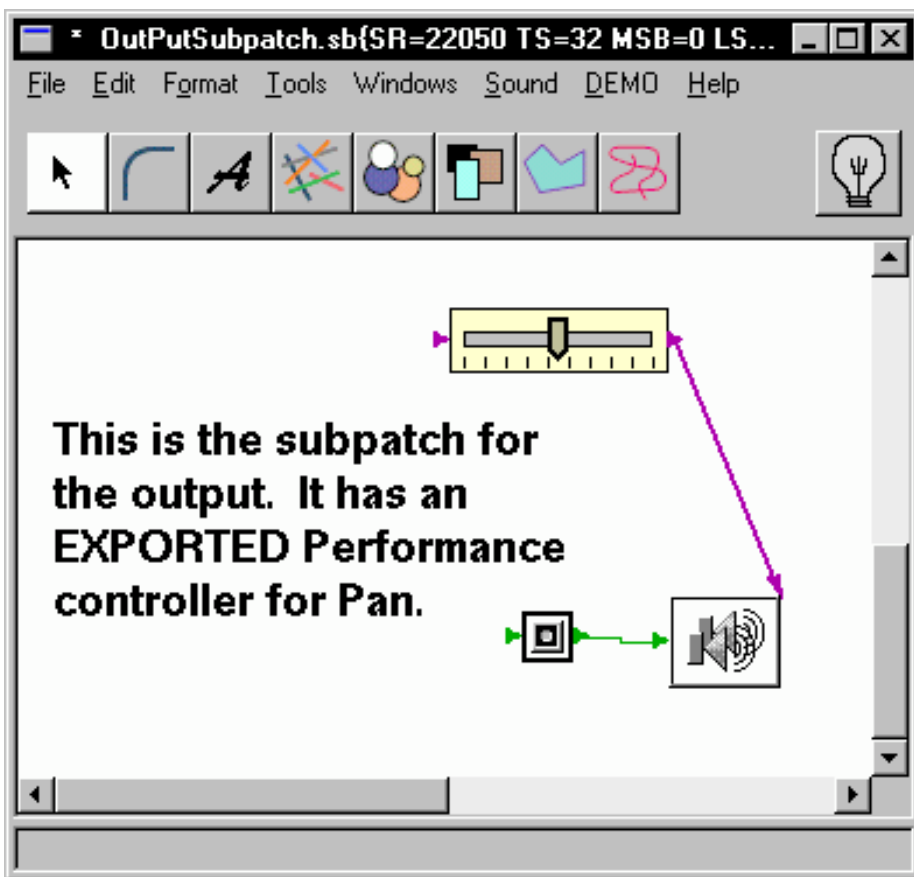 * OutPutSubpatch.sb{SR=22050 TS=32 MSB=0 LS...
File Edit Format Tools Windows Sound DEMO Help
A
This is the subpatch for
the output. It has an
EXPORTED Performance
controller for Pan.